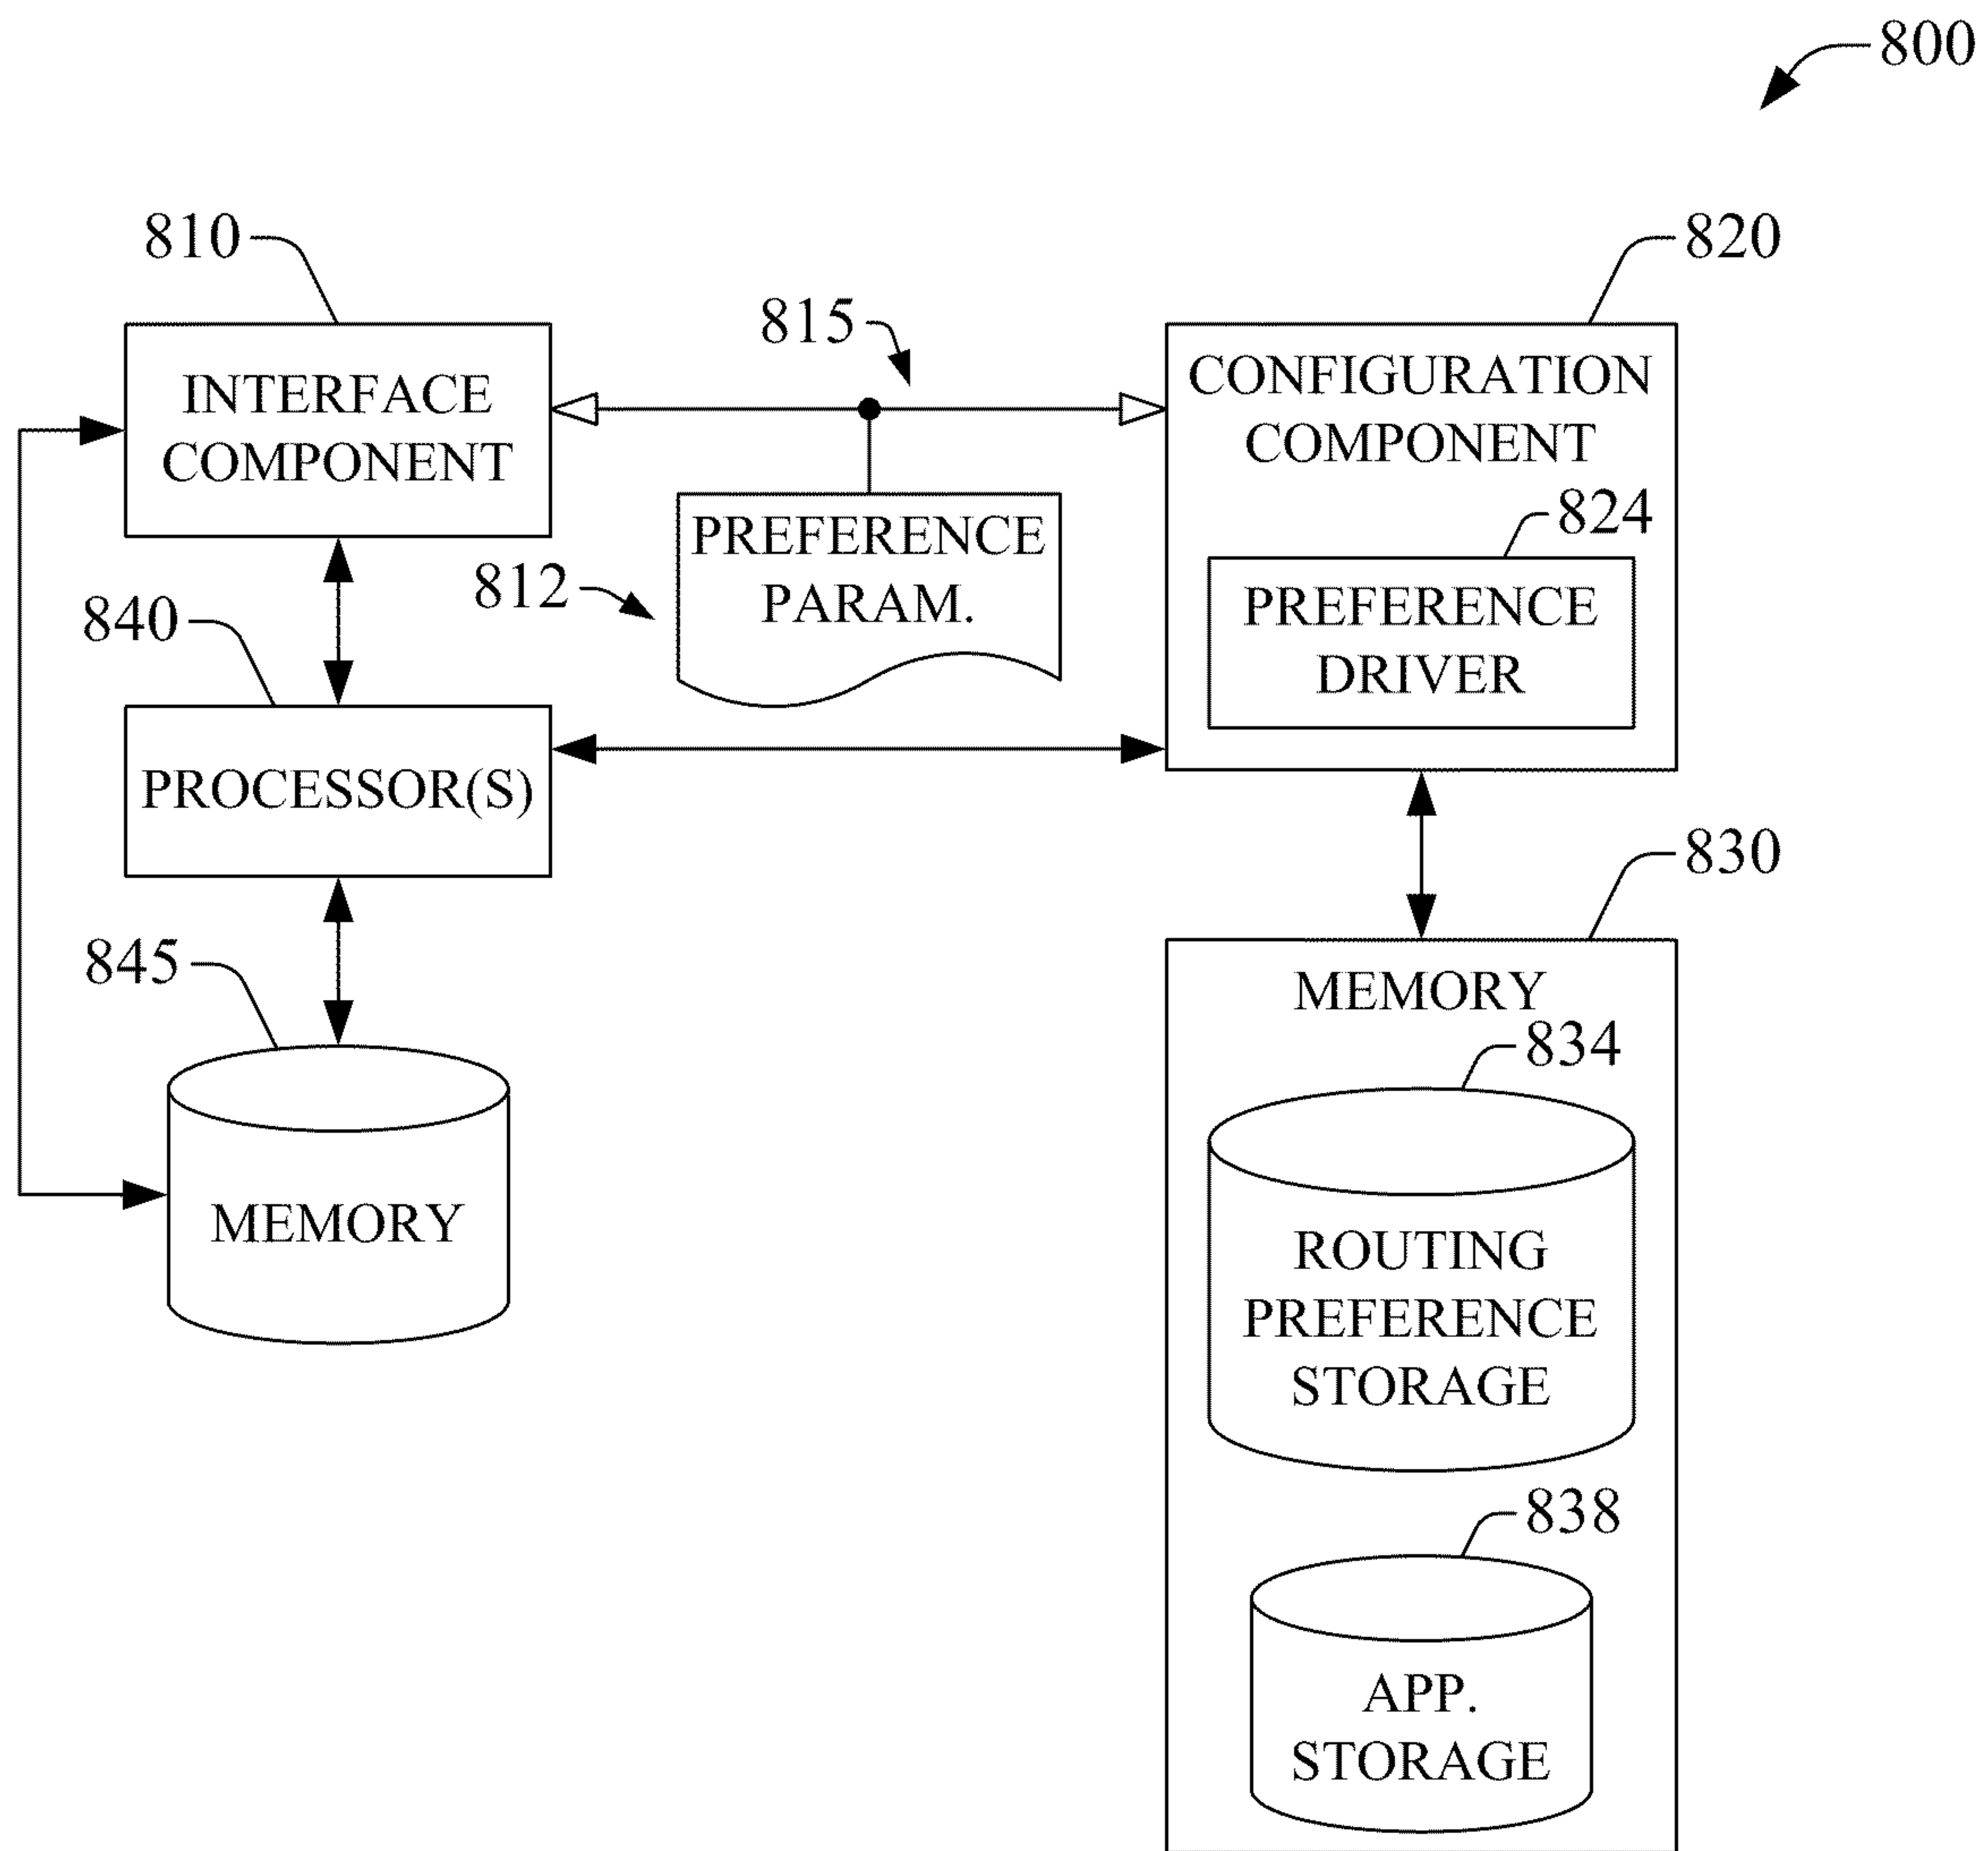 800
810
820
815
INTERFACE
COMPONENT
CONFIGURATION
COMPONENT
824
PREFERENCE
PARAM.
812
PREFERENCE
DRIVER
840
PROCESSOR(S)
830
845
MEMORY
834
MEMORY
ROUTING
PREFERENCE
STORAGE
838
APP.
STORAGE